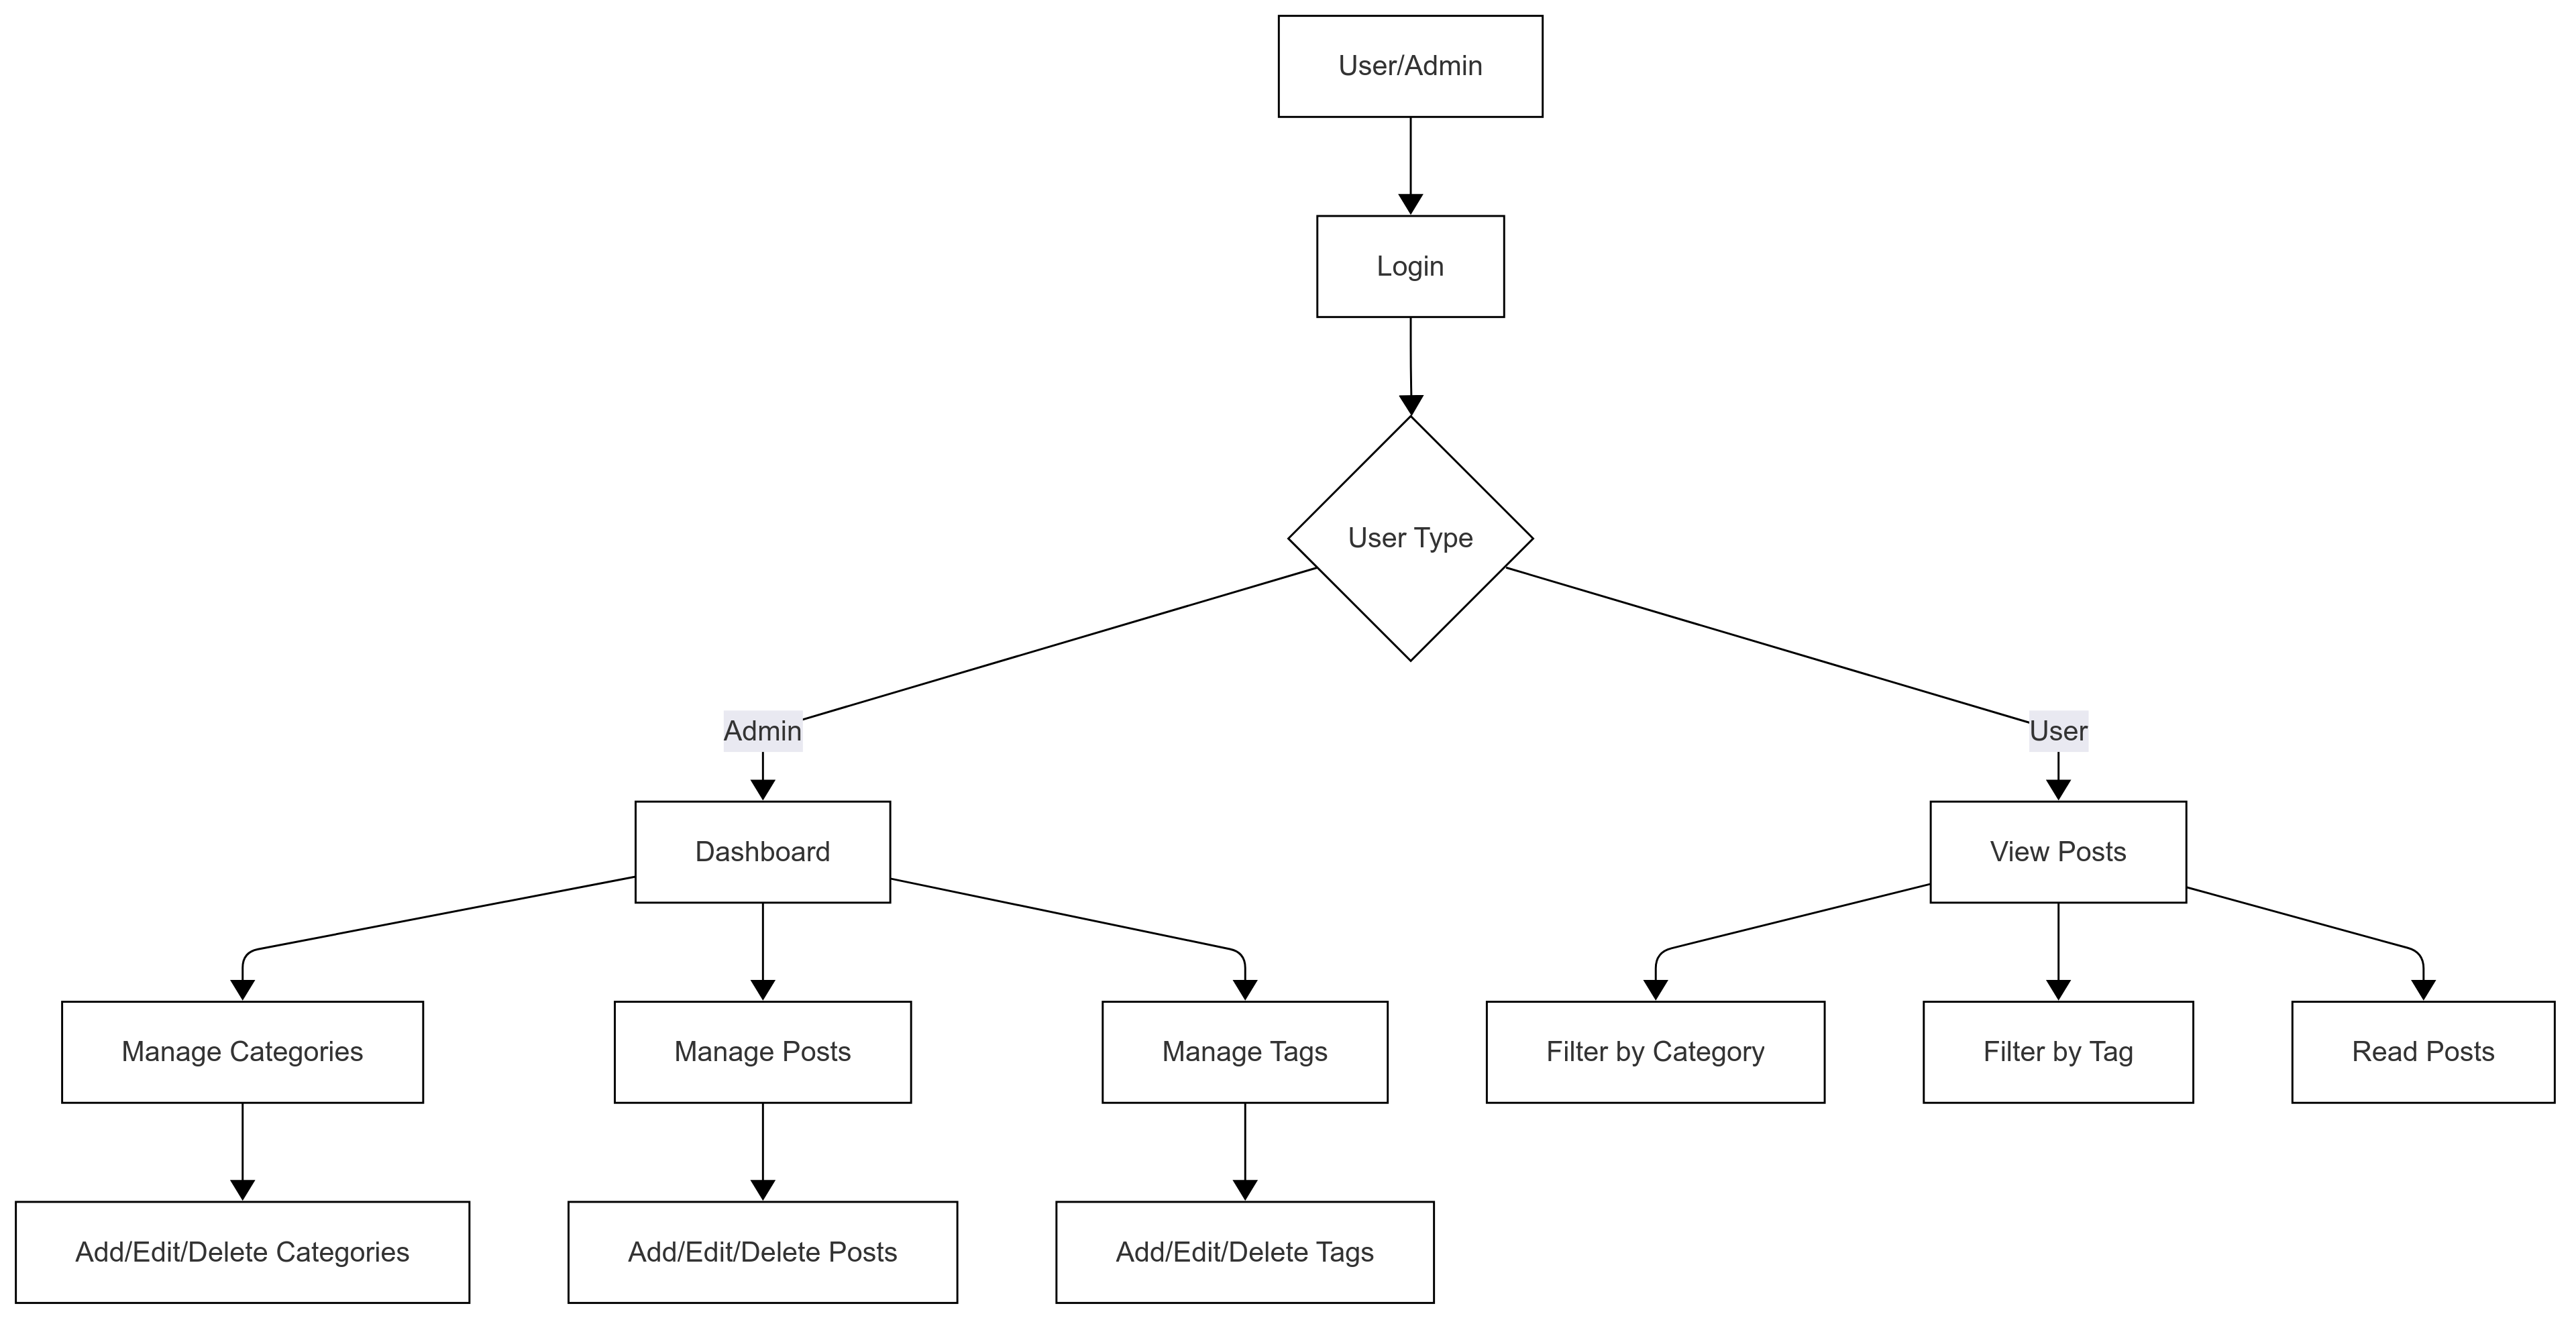 User/Admin
Login
User Type
Admin
User
Dashboard
View Posts
Manage Categories
Manage Posts
Manage Tags
Filter by Category
Filter by Tag
Read Posts
Add/Edit/Delete Categories
Add/Edit/Delete Posts
Add/Edit/Delete Tags